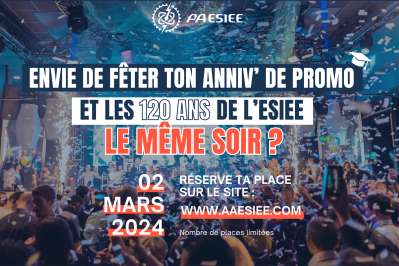 AAESIEE
ENVIE DE FÊTER TON ANNIV' DE PROMO
ET LES 120 ANS DE L'ESIEE
LE MÊME SOIR ?
02
MARS
2024
RÉSERVE TA PLACE
SUR LE SITE :
WWW.AAESIEE.COM
Nombre de places limitées